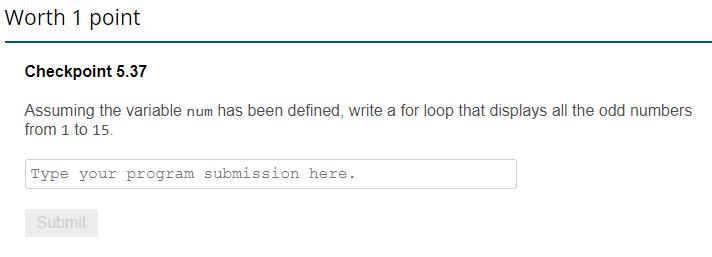 Worth 1 point
Checkpoint 5.37
Assuming the variable num has been defined, write a for loop that displays all the odd numbers
from 1 to 15.
Type your program submission here.
Submit